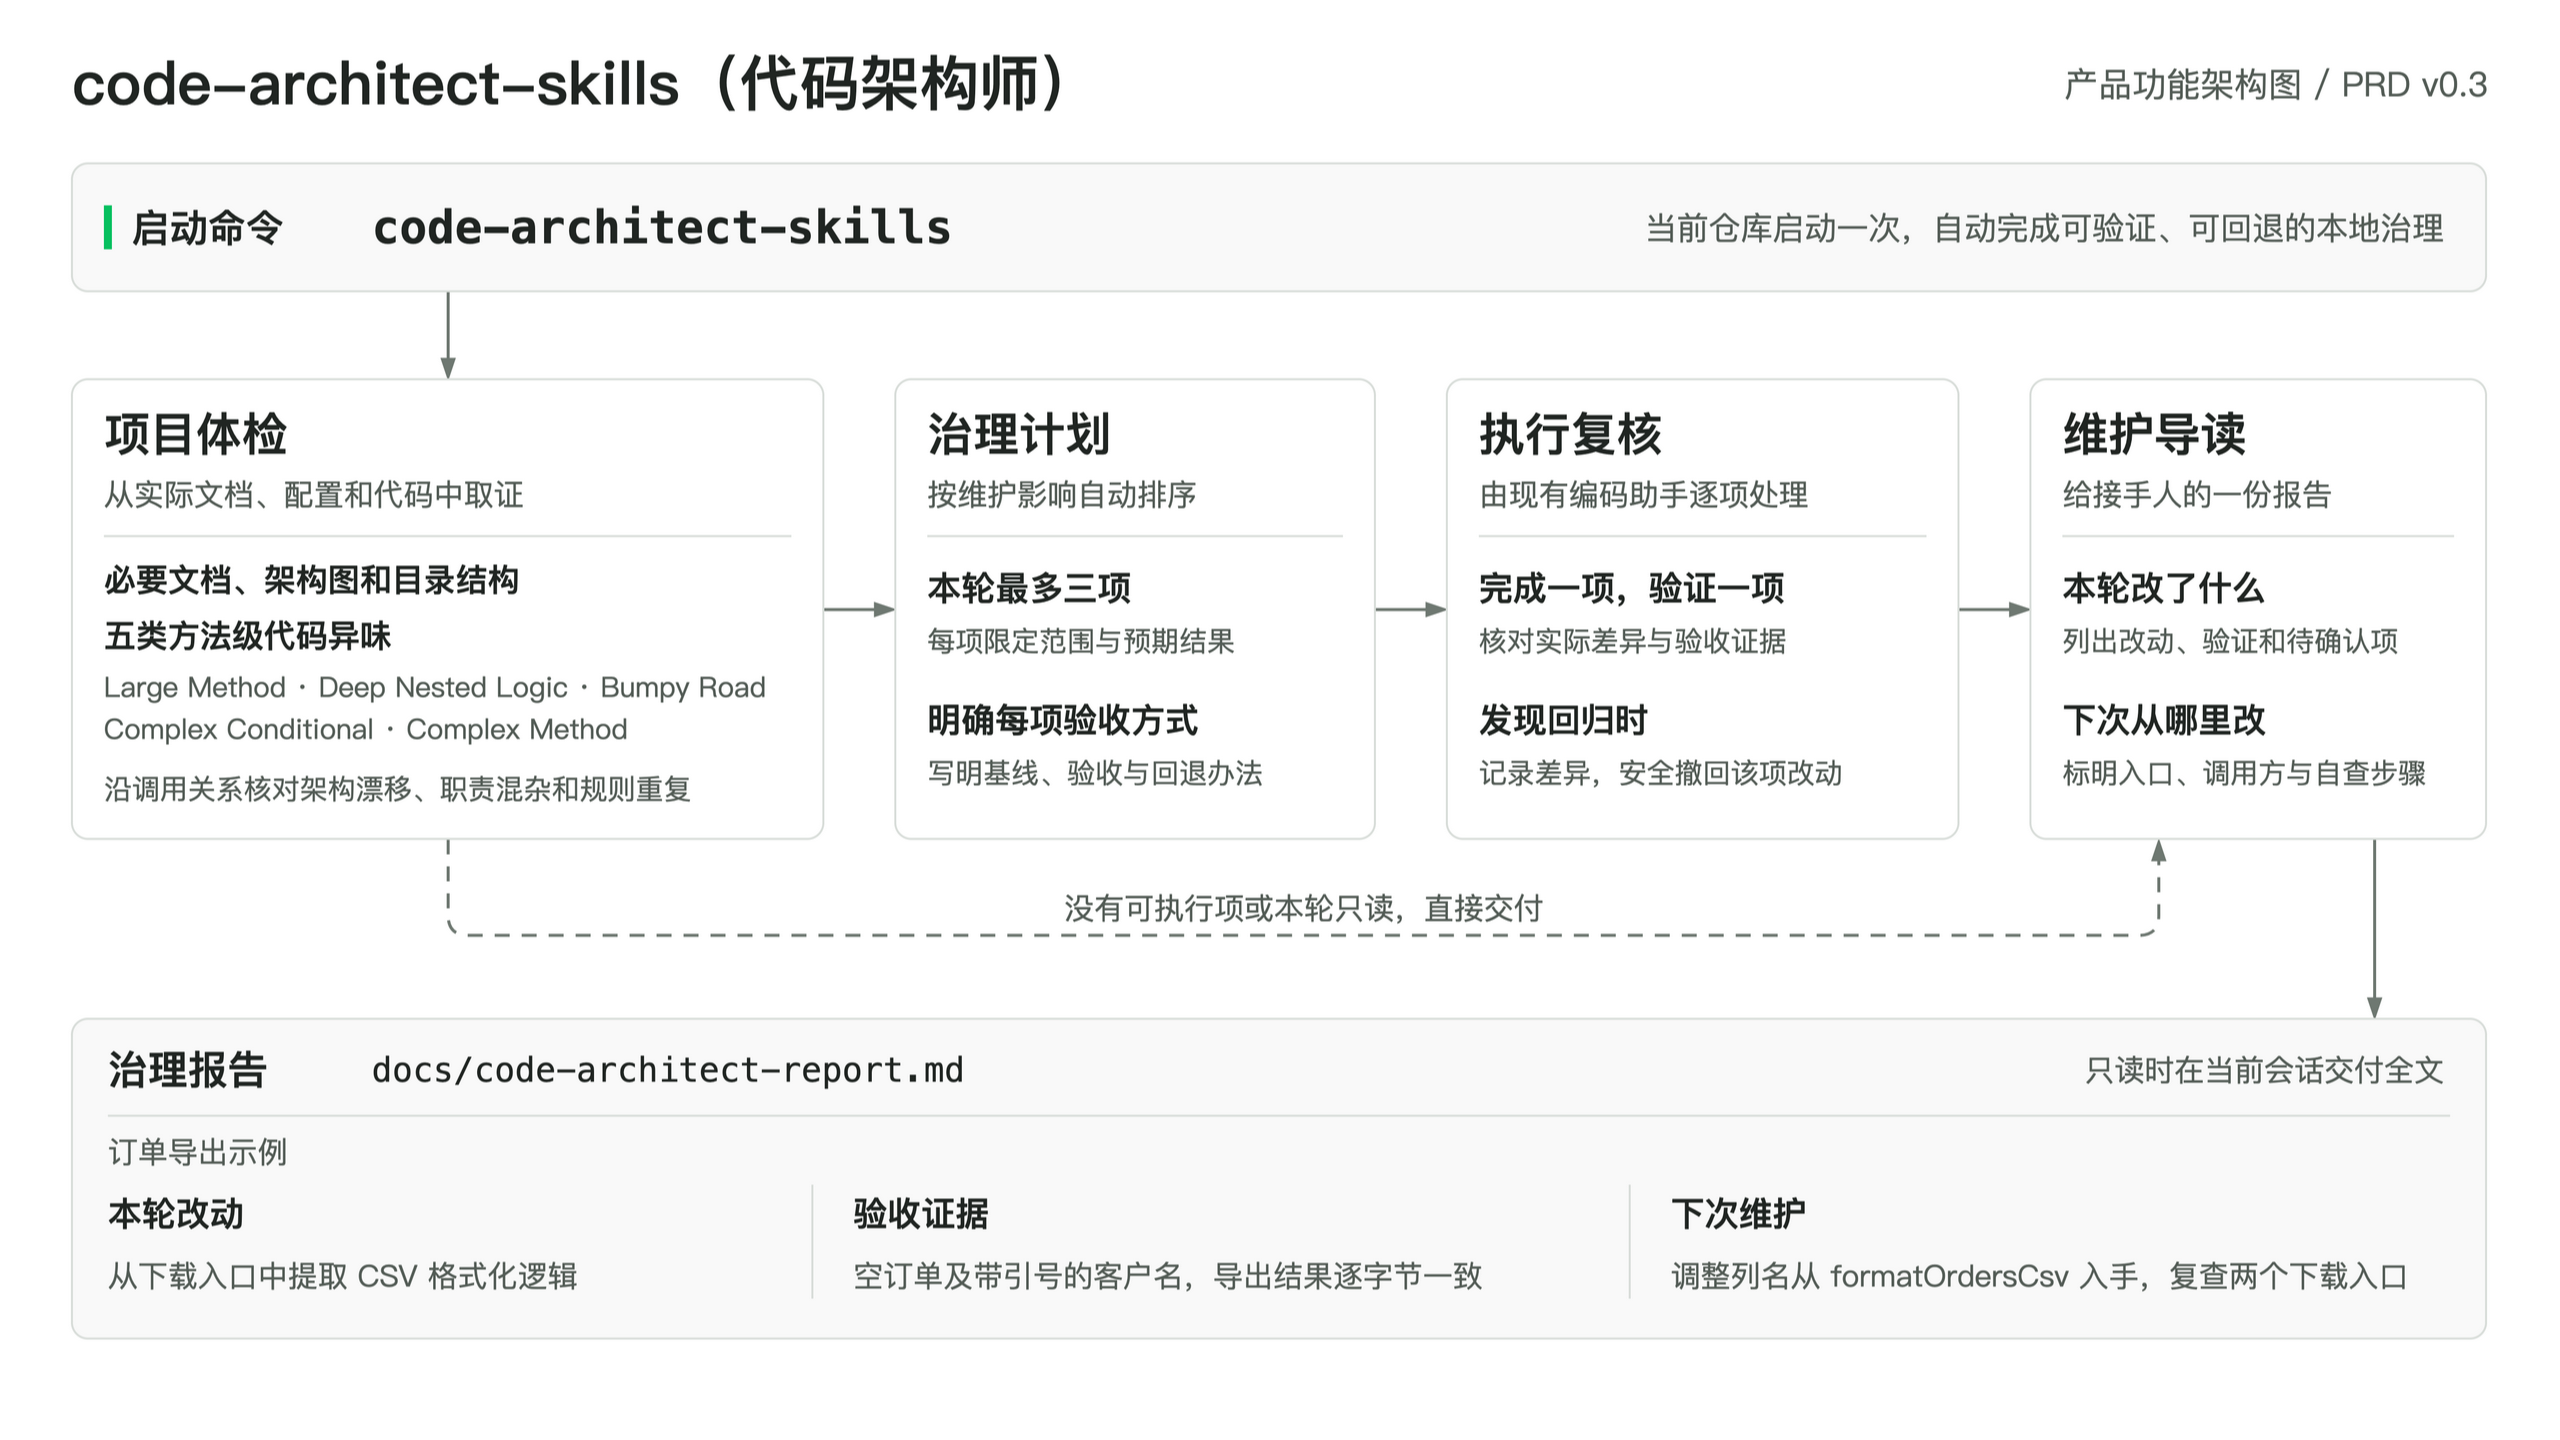 code-architect-skills（代码架构师）
产品功能架构图 / PRD v0.3
启动命令
code-architect-skills
当前仓库启动一次，自动完成可验证、可回退的本地治理
项目体检
从实际文档、配置和代码中取证
必要文档、架构图和目录结构
五类方法级代码异味
Large Method · Deep Nested Logic · Bumpy Road
Complex Conditional · Complex Method
沿调用关系核对架构漂移、职责混杂和规则重复
治理计划
按维护影响自动排序
本轮最多三项
每项限定范围与预期结果
明确每项验收方式
写明基线、验收与回退办法
执行复核
由现有编码助手逐项处理
完成一项，验证一项
核对实际差异与验收证据
发现回归时
记录差异，安全撤回该项改动
维护导读
给接手人的一份报告
本轮改了什么
列出改动、验证和待确认项
下次从哪里改
标明入口、调用方与自查步骤
没有可执行项或本轮只读，直接交付
治理报告
docs/code-architect-report.md
只读时在当前会话交付全文
订单导出示例
本轮改动
从下载入口中提取 CSV 格式化逻辑
验收证据
空订单及带引号的客户名，导出结果逐字节一致
下次维护
调整列名从 formatOrdersCsv 入手，复查两个下载入口